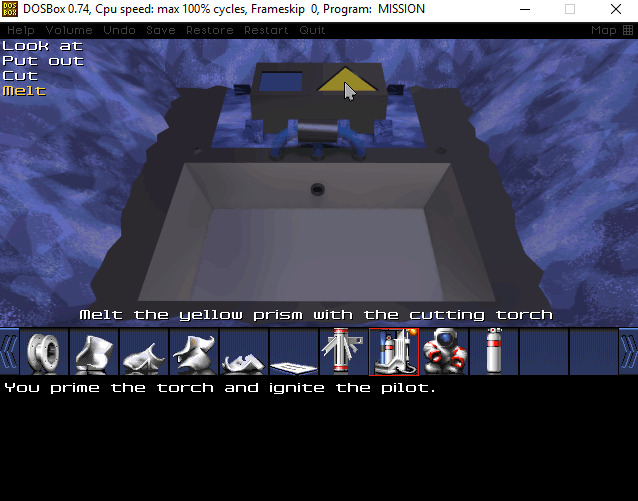 DOS
BOX
DOSBox 0.74, Cpu speed: max 100% cycles, Frameskip 0, Program: MISSION
Help Volume Undo Save Restore Restart Quit Map
Look at
Put out
Cut
Melt
Melt the yellow prism with the cutting torch
You prime the torch and ignite the pilot.